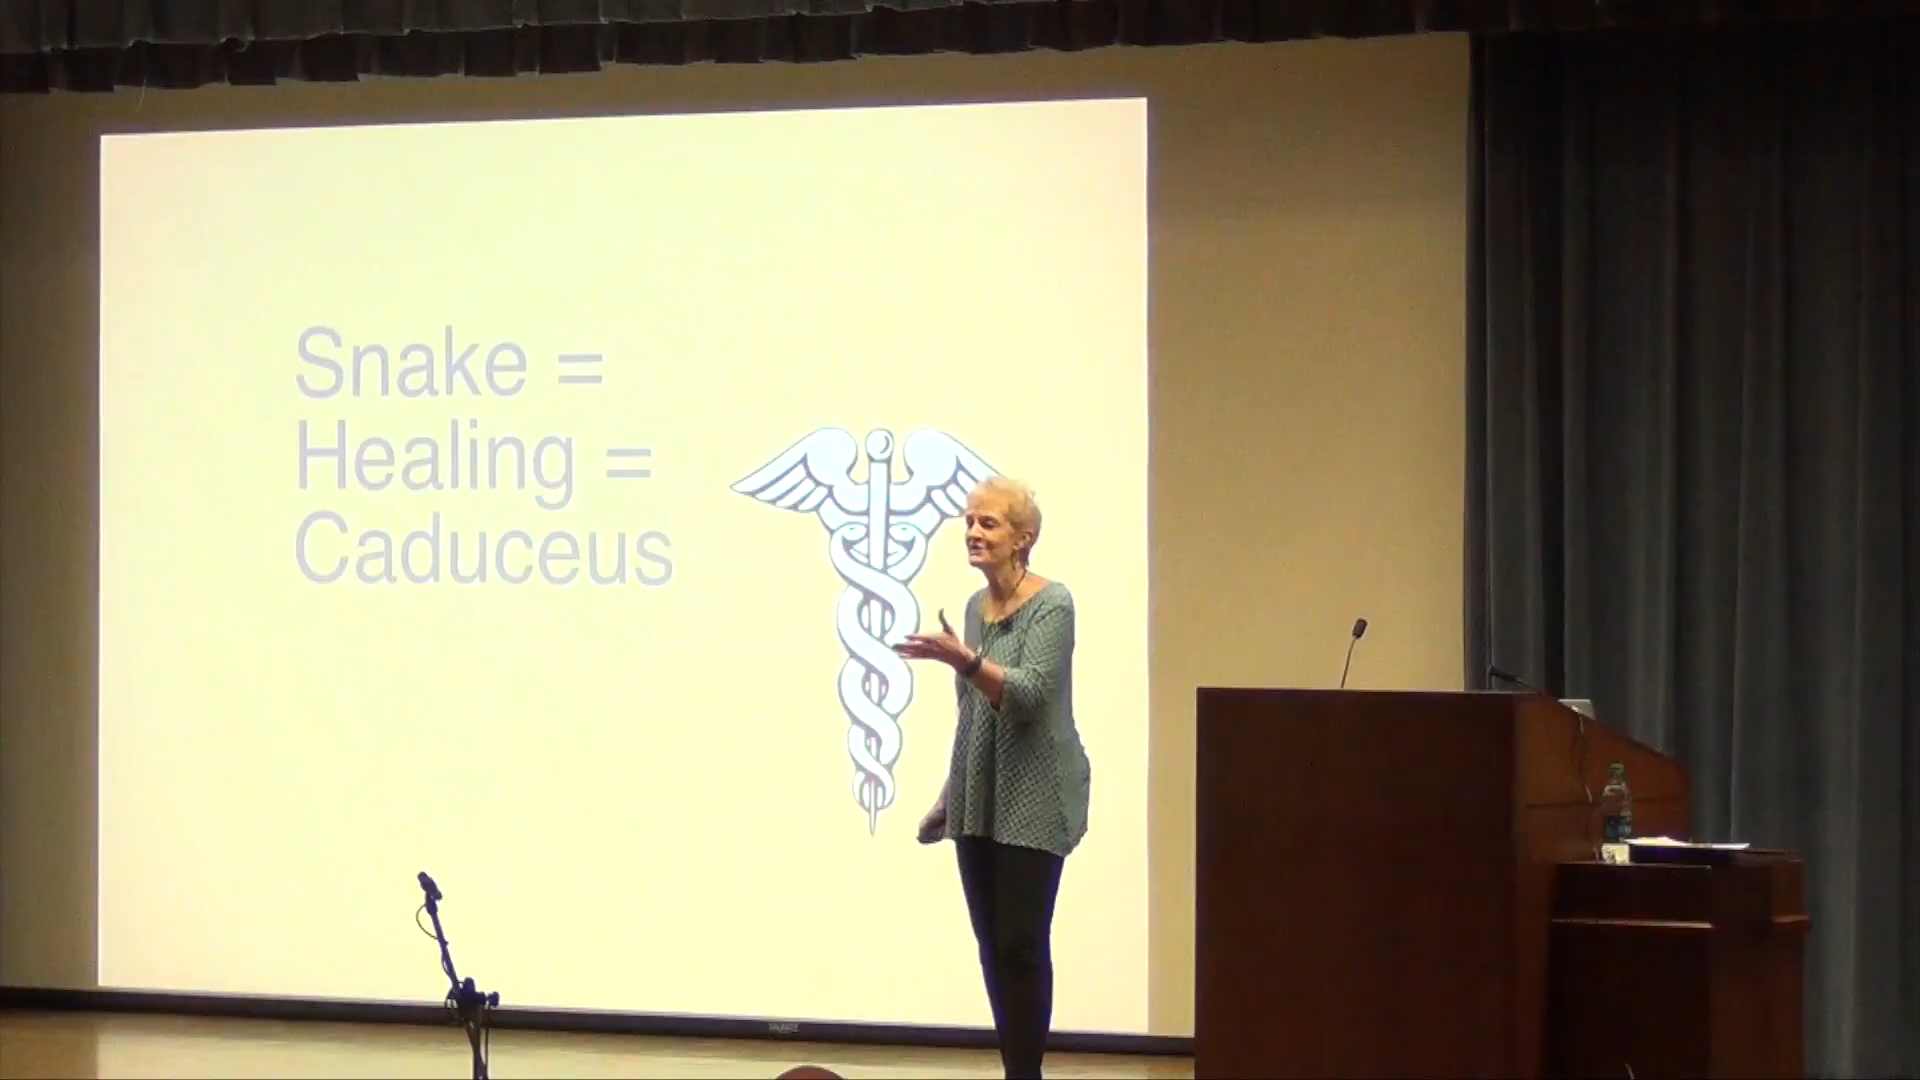 Snake =
Healing =
Caduceus